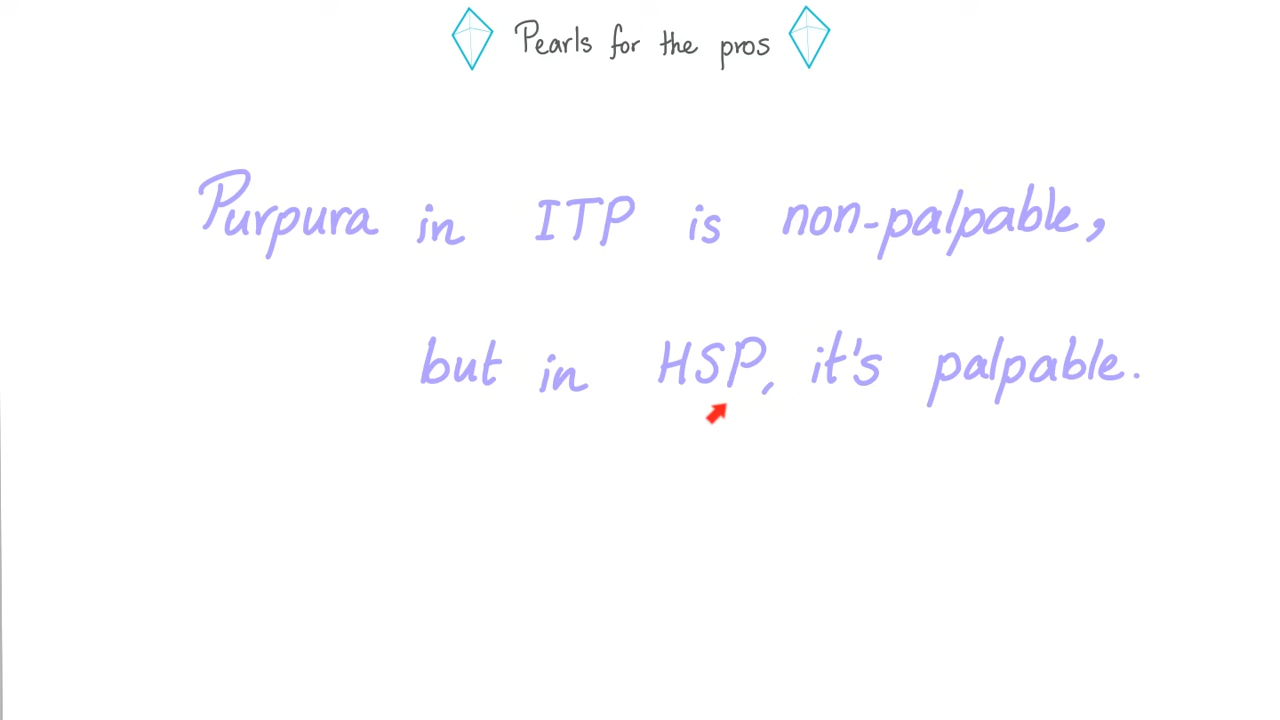 Pearls for the pros
Purpura in ITP is non-palpable,
but in HSP, it's palpable.